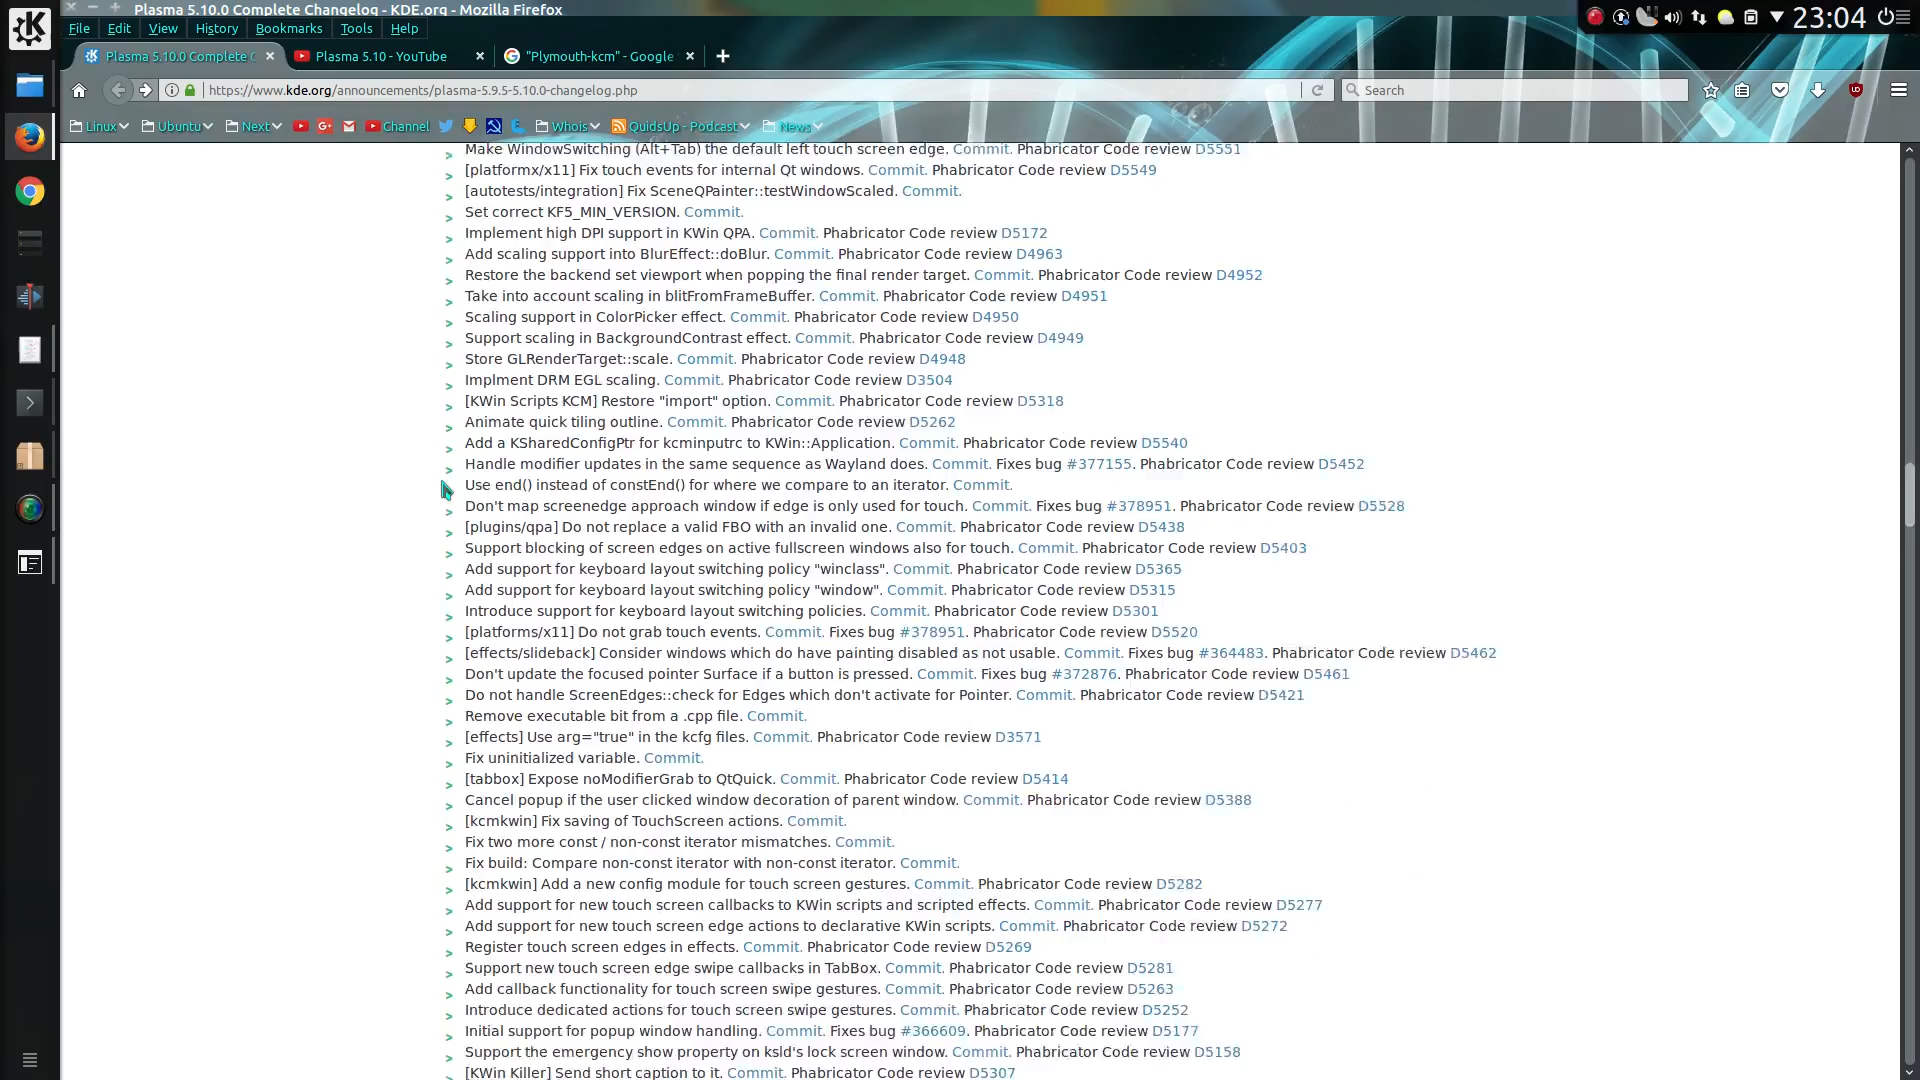 Plasma 5.10.0 Complete Changelog - KDE.org - Mozilla Firefox
23:04
File Edit View History Bookmarks Tools Help
Plasma 5.10.0 Complete C
Plasma 5.10 - YouTube
"Plymouth-kcm" - Google
https://www.kde.org/announcements/plasma-5.9.5-5.10.0-changelog.php
Search
Linux Ubuntu Next Channel Whois QuidsUp - Podcast News
Make WindowSwitching (Alt+Tab) the default left touch screen edge. Commit. Phabricator Code review D5551
[platformx/x11] Fix touch events for internal Qt windows. Commit. Phabricator Code review D5549
[autotests/integration] Fix SceneQPainter::testWindowScaled. Commit.
Set correct KF5_MIN_VERSION. Commit.
Implement high DPI support in KWin QPA. Commit. Phabricator Code review D5172
Add scaling support into BlurEffect::doBlur. Commit. Phabricator Code review D4963
Restore the backend set viewport when popping the final render target. Commit. Phabricator Code review D4952
Take into account scaling in blitFromFrameBuffer. Commit. Phabricator Code review D4951
Scaling support in ColorPicker effect. Commit. Phabricator Code review D4950
Support scaling in BackgroundContrast effect. Commit. Phabricator Code review D4949
Store GLRenderTarget::scale. Commit. Phabricator Code review D4948
Implment DRM EGL scaling. Commit. Phabricator Code review D3504
[KWin Scripts KCM] Restore "import" option. Commit. Phabricator Code review D5318
Animate quick tiling outline. Commit. Phabricator Code review D5262
Add a KSharedConfigPtr for kcminputrc to KWin::Application. Commit. Phabricator Code review D5540
Handle modifier updates in the same sequence as Wayland does. Commit. Fixes bug #377155. Phabricator Code review D5452
Use end() instead of constEnd() for where we compare to an iterator. Commit.
Don't map screenedge approach window if edge is only used for touch. Commit. Fixes bug #378951. Phabricator Code review D5528
[plugins/qpa] Do not replace a valid FBO with an invalid one. Commit. Phabricator Code review D5438
Support blocking of screen edges on active fullscreen windows also for touch. Commit. Phabricator Code review D5403
Add support for keyboard layout switching policy "winclass". Commit. Phabricator Code review D5365
Add support for keyboard layout switching policy "window". Commit. Phabricator Code review D5315
Introduce support for keyboard layout switching policies. Commit. Phabricator Code review D5301
[platforms/x11] Do not grab touch events. Commit. Fixes bug #378951. Phabricator Code review D5520
[effects/slideback] Consider windows which do have painting disabled as not usable. Commit. Fixes bug #364483. Phabricator Code review D5462
Don't update the focused pointer Surface if a button is pressed. Commit. Fixes bug #372876. Phabricator Code review D5461
Do not handle ScreenEdges::check for Edges which don't activate for Pointer. Commit. Phabricator Code review D5421
Remove executable bit from a .cpp file. Commit.
[effects] Use arg="true" in the kcfg files. Commit. Phabricator Code review D3571
Fix uninitialized variable. Commit.
[tabbox] Expose noModifierGrab to QtQuick. Commit. Phabricator Code review D5414
Cancel popup if the user clicked window decoration of parent window. Commit. Phabricator Code review D5388
[kcmkwin] Fix saving of TouchScreen actions. Commit.
Fix two more const / non-const iterator mismatches. Commit.
Fix build: Compare non-const iterator with non-const iterator. Commit.
[kcmkwin] Add a new config module for touch screen gestures. Commit. Phabricator Code review D5282
Add support for new touch screen callbacks to KWin scripts and scripted effects. Commit. Phabricator Code review D5277
Add support for new touch screen edge actions to declarative KWin scripts. Commit. Phabricator Code review D5272
Register touch screen edges in effects. Commit. Phabricator Code review D5269
Support new touch screen edge swipe callbacks in TabBox. Commit. Phabricator Code review D5281
Add callback functionality for touch screen swipe gestures. Commit. Phabricator Code review D5263
Introduce dedicated actions for touch screen swipe gestures. Commit. Phabricator Code review D5252
Initial support for popup window handling. Commit. Fixes bug #366609. Phabricator Code review D5177
Support the emergency show property on ksld's lock screen window. Commit. Phabricator Code review D5158
[KWin Killer] Send short caption to it. Commit. Phabricator Code review D5307